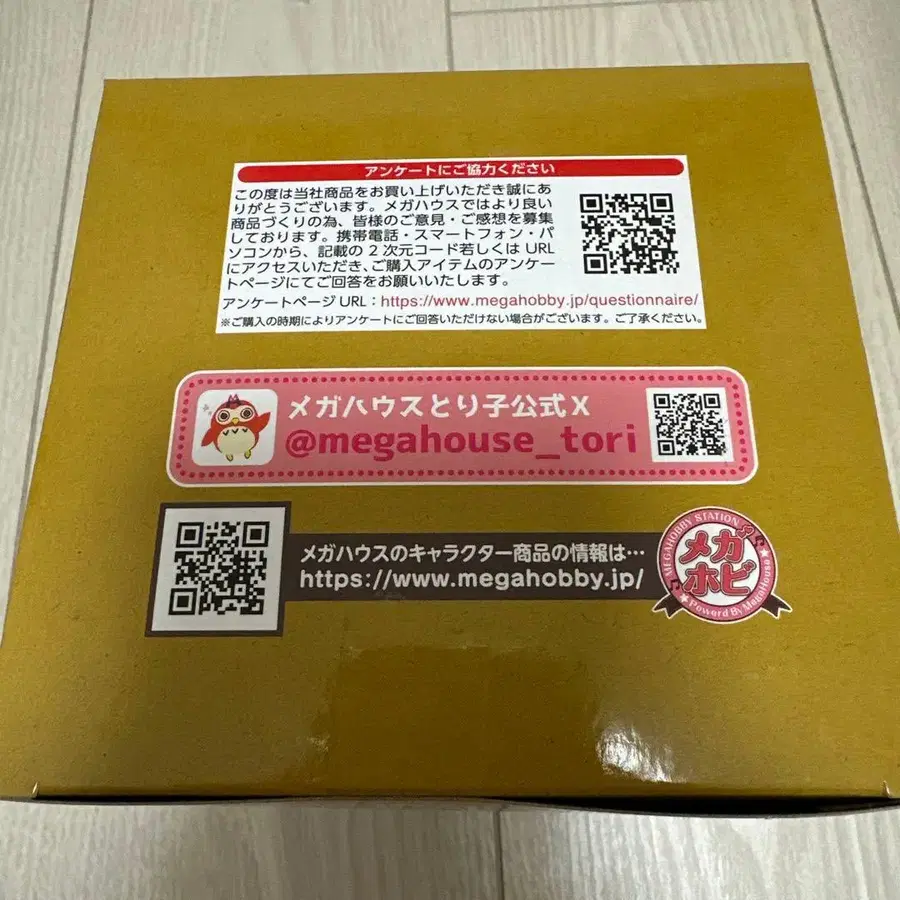 アンケートにご協力ください
この度は当社商品をお買い上げいただき誠にあ
りがとうございます。メガハウスではより良い
商品づくりの為、皆様のご意見・ご感想を募集
しております。携帯電話・スマートフォン・パ
ソコンから、記載の2次元コード若しくは URL
にアクセスいただき、ご購入アイテムのアンケー
トページにてご回答をお願いいたします。
アンケートページ URL：https://www.megahobby.jp/questionnaire/
※ご購入の時期によりアンケートにご回答いただけない場合がございます。ご了承ください。
メガハウスとり子公式X
@megahouse_tori
メガハウスのキャラクター商品の情報は…
https://www.megahobby.jp/
MEGAHOBBY STATION
メガ
ホビ
★Powerd By MegaHouse★